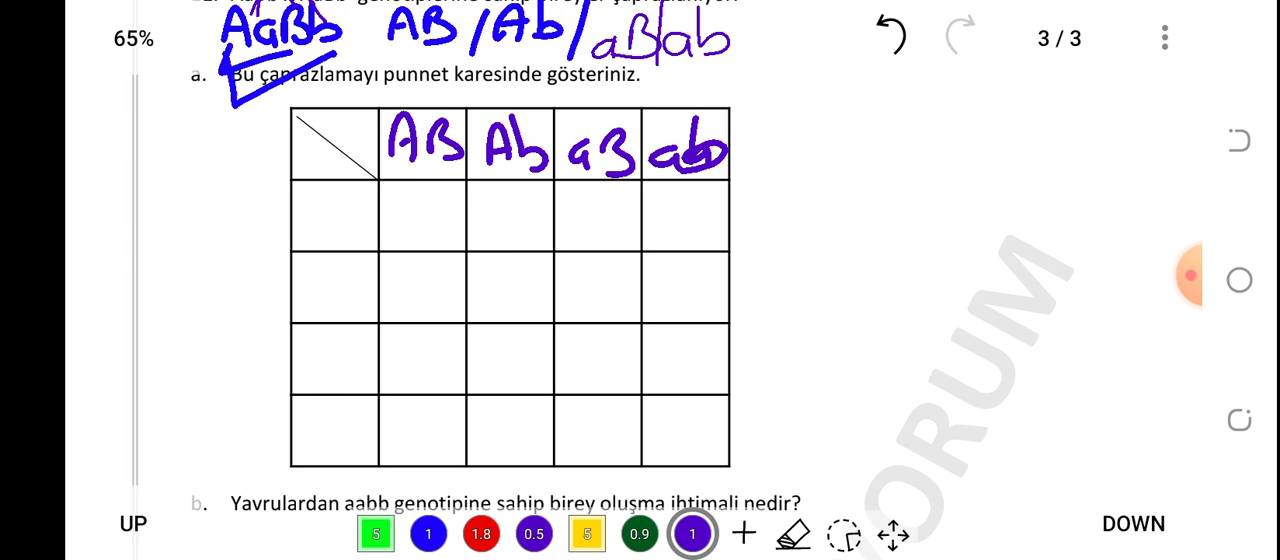 65%
AaBb AB/Ab/aB/ab
3 / 3
a. Bu çaprazlamayı punnet karesinde gösteriniz.
AB Ab aB ab
ORUM
b. Yavrulardan aabb genotipine sahip birey oluşma ihtimali nedir?
UP
5 1 1.8 0.5 5 0.9 1
DOWN